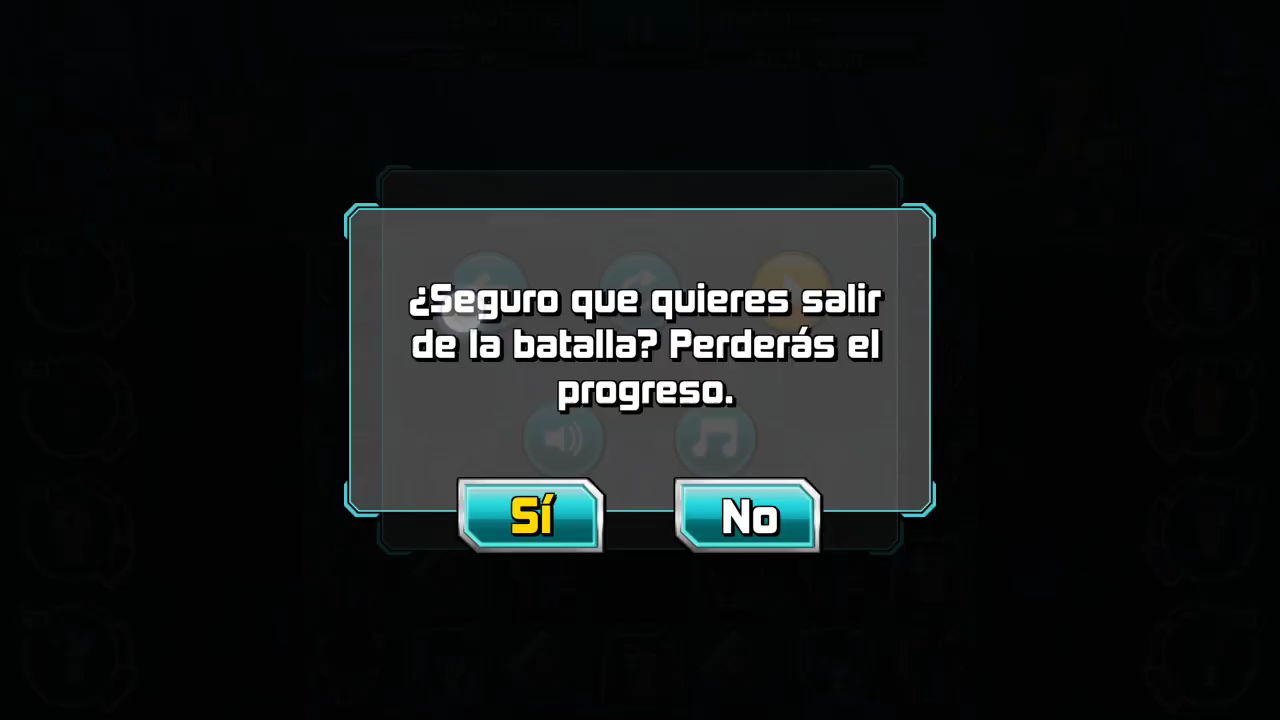 ¿Seguro que quieres salir
de la batalla? Perderás el
progreso.
Sí
No